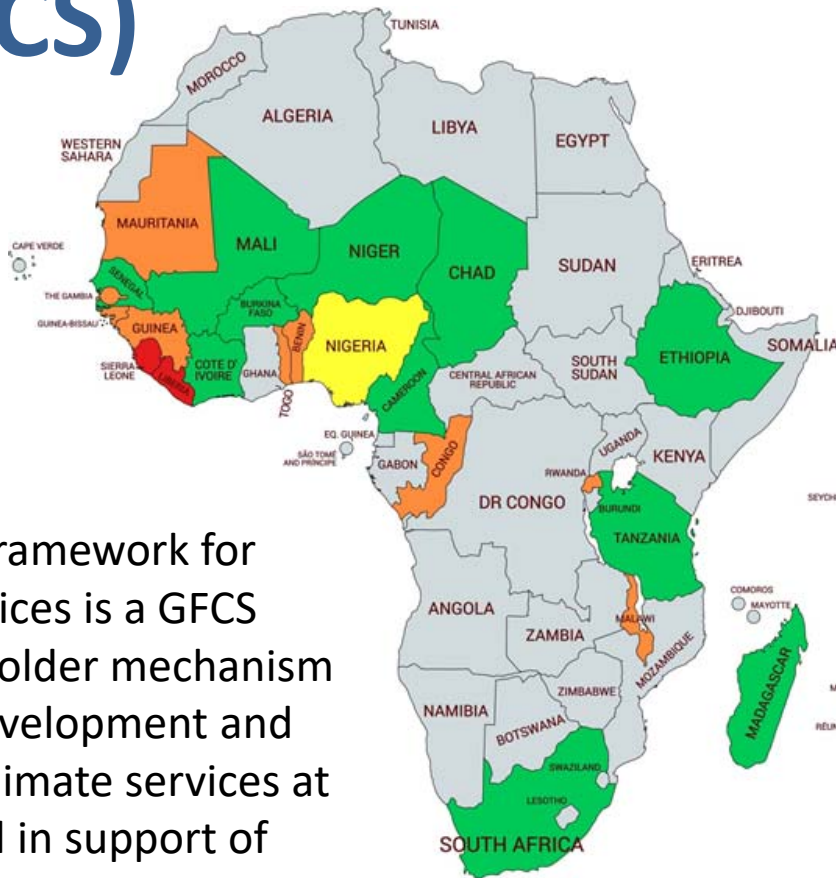 CS)
TUNISIA
MOROCCO
ALGERIA
LIBYA
EGYPT
WESTERN
SAHARA
MAURITANIA
MALI
NIGER
CHAD
SUDAN
ERITREA
CAPE VERDE
SENEGAL
THE GAMBIA
GUINEA-BISSAU
GUINEA
BURKINA
FASO
BENIN
NIGERIA
DJIBOUTI
SOMALIA
ETHIOPIA
SOUTH
SUDAN
SIERRA
LEONE
LIBERIA
COTE D'
IVOIRE
GHANA
TOGO
CAMEROON
CENTRAL AFRICAN
REPUBLIC
EQ. GUINEA
SÃO TOMÉ
AND PRÍNCIPE
GABON
CONGO
UGANDA
KENYA
RWANDA
DR CONGO
BURUNDI
TANZANIA
SEYCH
ramework for
ices is a GFCS
older mechanism
velopment and
limate services at
l in support of
ANGOLA
ZAMBIA
MALAWI
MOZAMBIQUE
COMOROS
MAYOTTE
MADAGASCAR
NAMIBIA
ZIMBABWE
BOTSWANA
M
RÉUN
SWAZILAND
LESOTHO
SOUTH AFRICA